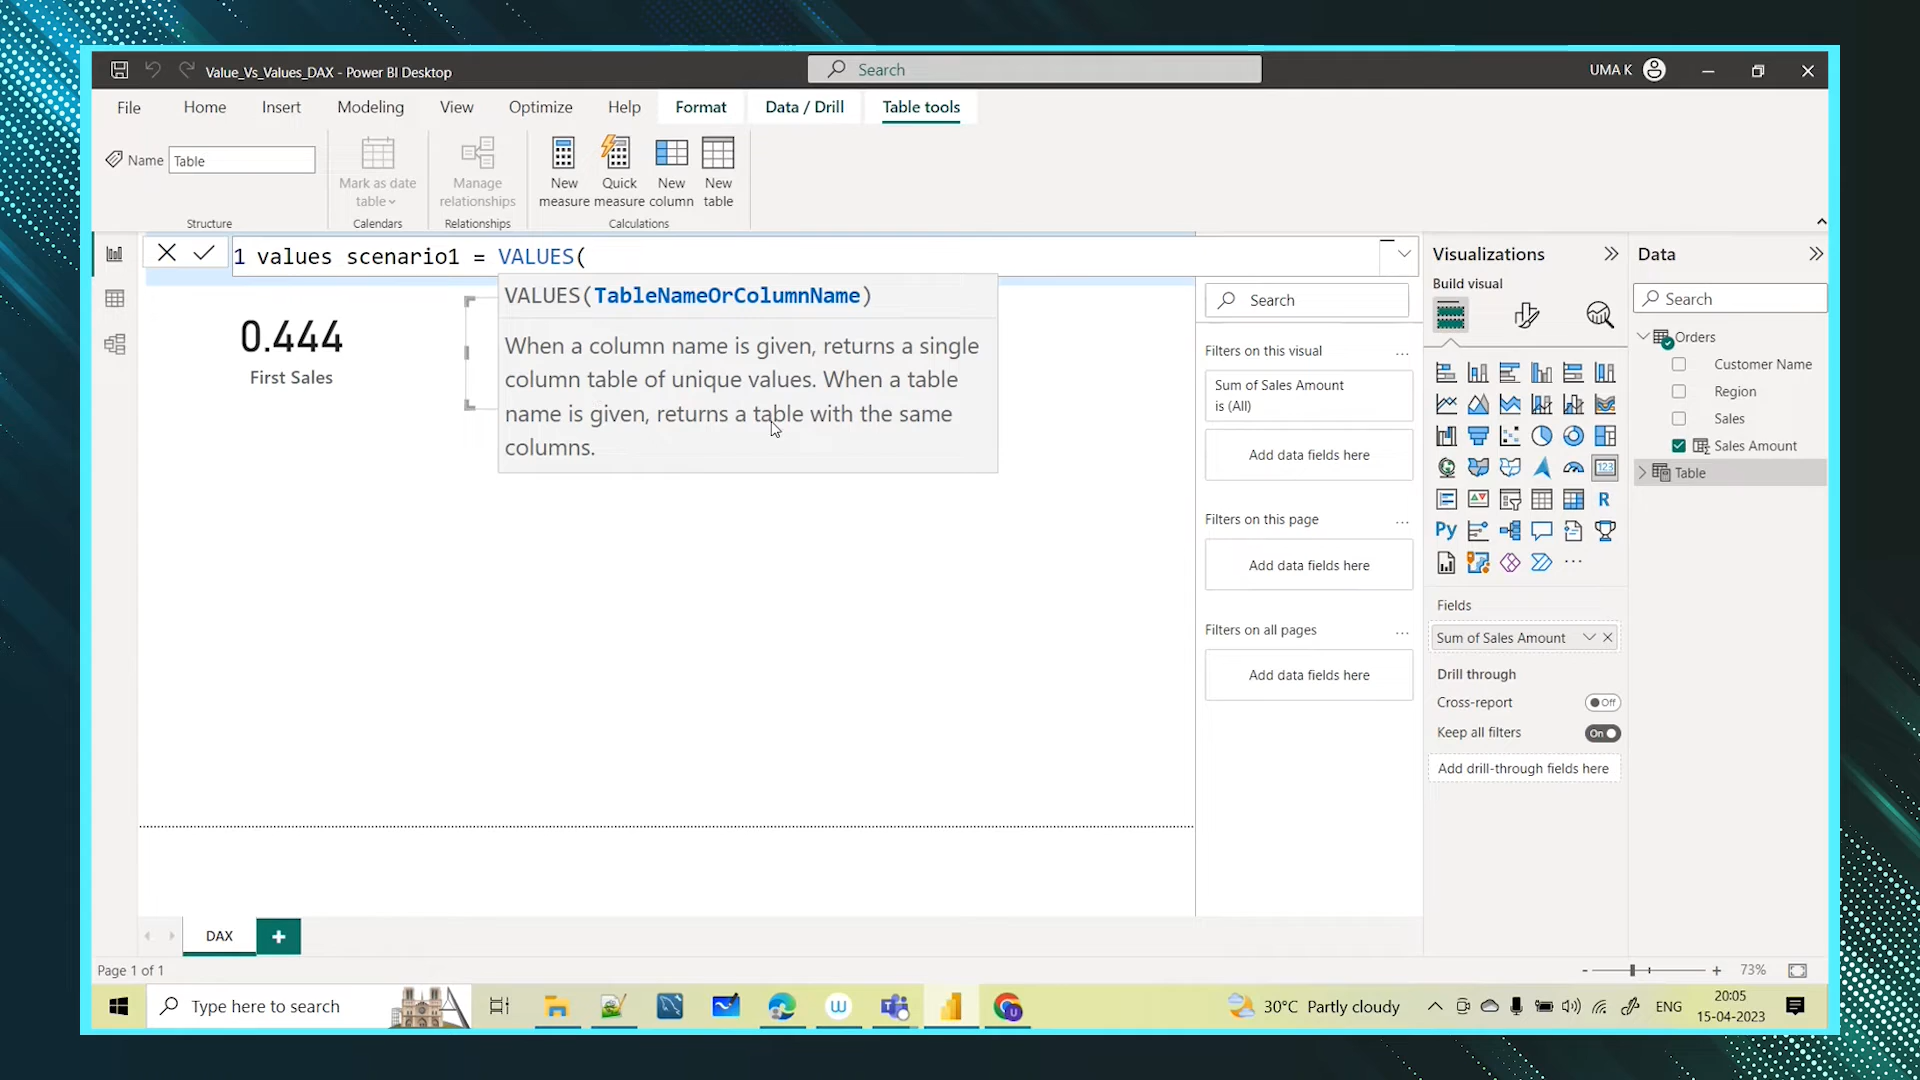 Value_Vs_Values_DAX - Power BI Desktop
Search
UMA K
File
Home
Insert
Modeling
View
Optimize
Help
Format
Data / Drill
Table tools
Name
Table
Structure
Mark as date
table
Calendars
Manage
relationships
Relationships
New
measure
Quick
measure
New
column
New
table
Calculations
1 values scenario1 = VALUES(
VALUES(TableNameOrColumnName)
When a column name is given, returns a single
column table of unique values. When a table
name is given, returns a table with the same
columns.
0.444
First Sales
Search
Filters on this visual
...
Sum of Sales Amount
is (All)
Add data fields here
Filters on this page
...
Add data fields here
Filters on all pages
...
Add data fields here
Visualizations
Build visual
123
R
Py
...
Fields
Sum of Sales Amount
Drill through
Cross-report
Off
Keep all filters
On
Add drill-through fields here
Data
Search
Orders
Customer Name
Region
Sales
Sales Amount
Table
DAX
+
Page 1 of 1
- + 73%
Type here to search
30°C Partly cloudy
ENG
20:05
15-04-2023